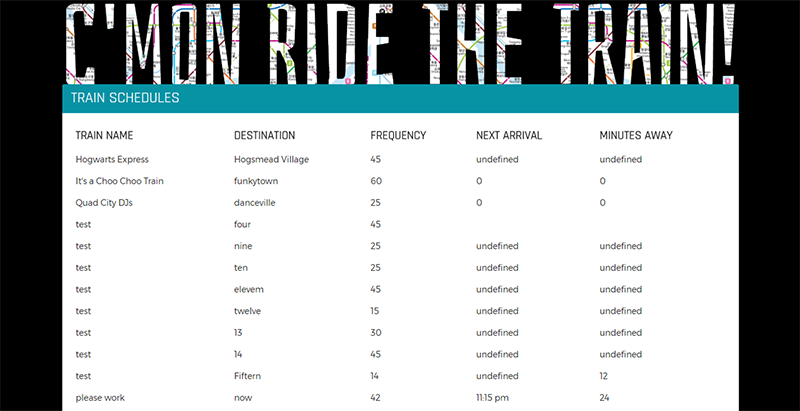 C'MON RIDE THE TRAIN!
TRAIN SCHEDULES
TRAIN NAME DESTINATION FREQUENCY NEXT ARRIVAL MINUTES AWAY
Hogwarts Express Hogsmead Village 45 undefined undefined
It's a Choo Choo Train funkytown 60 0 0
Quad City DJs danceville 25 0 0
test four 45
test nine 25 undefined undefined
test ten 25 undefined undefined
test elevem 45 undefined undefined
test twelve 15 undefined undefined
test 13 30 undefined undefined
test 14 45 undefined undefined
test Fiftern 14 undefined 12
please work now 42 11:15 pm 24